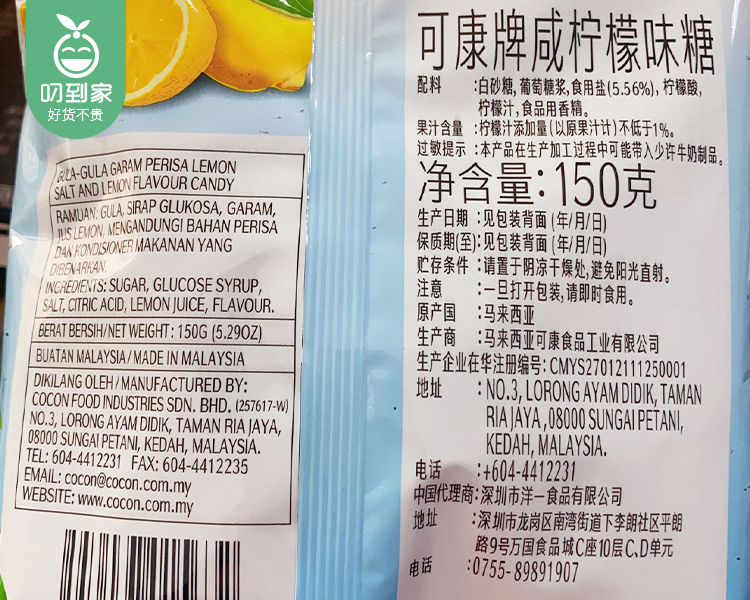 叨到家
好货不贵
GULA-GULA GARAM PERISA LEMON
SALT AND LEMON FLAVOUR CANDY
RAMUAN: GULA, SIRAP GLUKOSA, GARAM,
JUS LEMON, MENGANDUNGI BAHAN PERISA
DAN KONDISIONER MAKANAN YANG
DIBENARKAN.
INGREDIENTS: SUGAR, GLUCOSE SYRUP,
SALT, CITRIC ACID, LEMON JUICE, FLAVOUR.
BERAT BERSIH/NET WEIGHT : 150G (5.29OZ)
BUATAN MALAYSIA / MADE IN MALAYSIA
DIKILANG OLEH / MANUFACTURED BY:
COCON FOOD INDUSTRIES SDN. BHD. (257617-W)
NO.3, LORONG AYAM DIDIK, TAMAN RIA JAYA,
08000 SUNGAI PETANI, KEDAH, MALAYSIA.
TEL: 604-4412231 FAX: 604-4412235
EMAIL: cocon@cocon.com.my
WEBSITE: www.cocon.com.my
可康牌咸柠檬味糖
配料 :白砂糖, 葡萄糖浆, 食用盐(5.56%), 柠檬酸,
柠檬汁, 食品用香精。
果汁含量 :柠檬汁添加量(以原果汁计)不低于1%。
过敏提示 :本产品在生产加工过程中可能带入少许牛奶制品。
净含量:150克
生产日期 :见包装背面 (年/月/日)
保质期(至):见包装背面 (年/月/日)
贮存条件 :请置于阴凉干燥处, 避免阳光直射。
注意 :一旦打开包装, 请即时食用。
原产国 :马来西亚
生产商 :马来西亚可康食品工业有限公司
生产企业在华注册编号: CMYS27012111250001
地址 :NO.3, LORONG AYAM DIDIK, TAMAN
RIA JAYA ,08000 SUNGAI PETANI,
KEDAH, MALAYSIA.
电话 :+604-4412231
中国代理商:深圳市洋一食品有限公司
地址 :深圳市龙岗区南湾街道下李朗社区平朗
路9号万国食品城C座10层C,D单元
电话 :0755-89891907